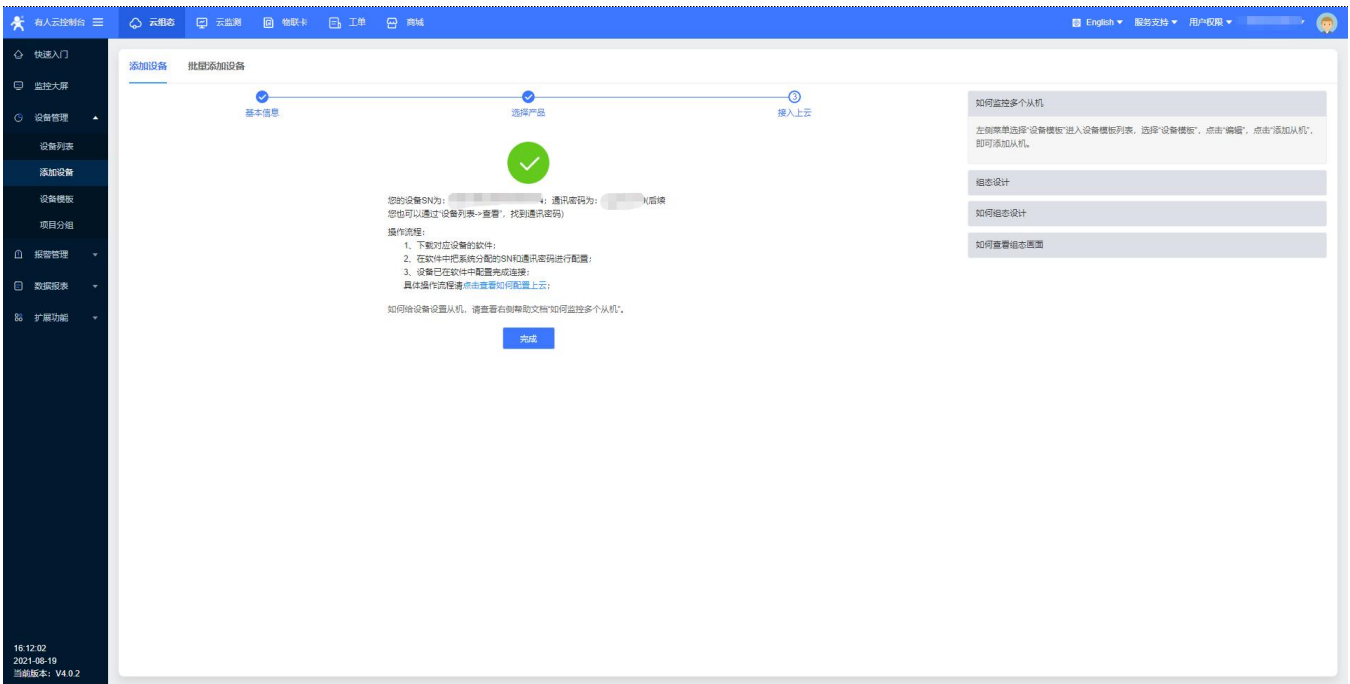 有人云控制台
云组态
云监测
物联卡
工单
商城
English
服务支持
用户权限
快速入门
监控大屏
设备管理
设备列表
添加设备
设备模板
项目分组
报警管理
数据报表
扩展功能
16:12:02
2021-08-19
当前版本：V4.0.2
添加设备 批里添加设备
基本信息
选择产品
3
接入上云
您的设备SN为： 4；通讯密码为： (后续
您也可以通过“设备列表->查看”，找到通讯密码)
操作流程：
1、下载对应设备的软件；
2、在软件中把系统分配的SN和通讯密码进行配置；
3、设备已在软件中配置完成连接；
具体操作流程请点击查看如何配置上云；
如何给设备设置从机，请查看右侧帮助文档“如何监控多个从机”。
完成
如何监控多个从机
左侧菜单选择“设备模板”进入设备模板列表，选择“设备模板”，点击“编辑”，点击“添加从机”，
即可添加从机。
组态设计
如何组态设计
如何查看组态画面